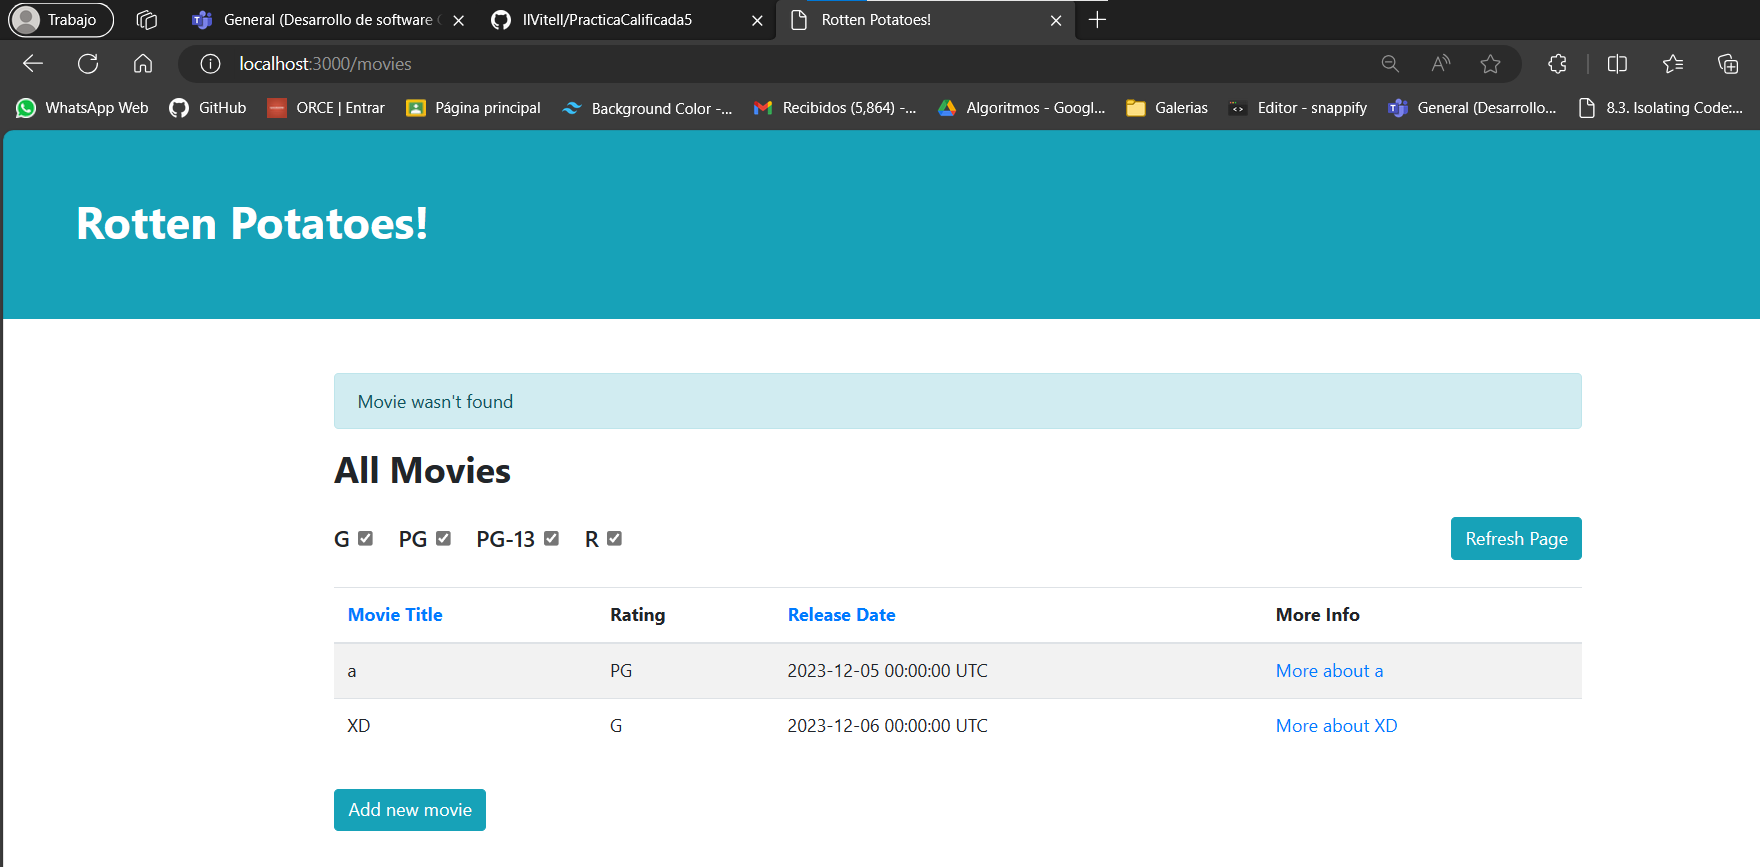 Trabajo General (Desarrollo de software IIVitell/PracticaCalificada5 Rotten Potatoes!
localhost:3000/movies
WhatsApp Web GitHub ORCE | Entrar Página principal Background Color -... Recibidos (5,864) -... Algoritmos - Googl... Galerias Editor - snappify General (Desarrollo... 8.3. Isolating Code:...
Rotten Potatoes!
Movie wasn't found
All Movies
G PG PG-13 R Refresh Page
Movie Title Rating Release Date More Info
a PG 2023-12-05 00:00:00 UTC More about a
XD G 2023-12-06 00:00:00 UTC More about XD
Add new movie